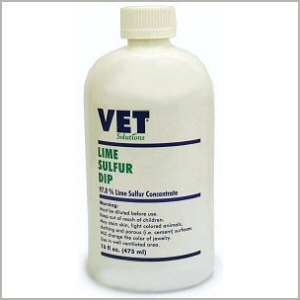 VET
Solutions
LIME
SULFUR
DIP
97.8 % Lime Sulfur Concentrate
Warning:
Must be diluted before use.
Keep out of reach of children.
May stain skin, light colored animals,
clothing and porous (i.e. cement) surfaces.
Will change the color of jewelry.
Use in well ventilated area.
16 fl. oz. (473 ml)